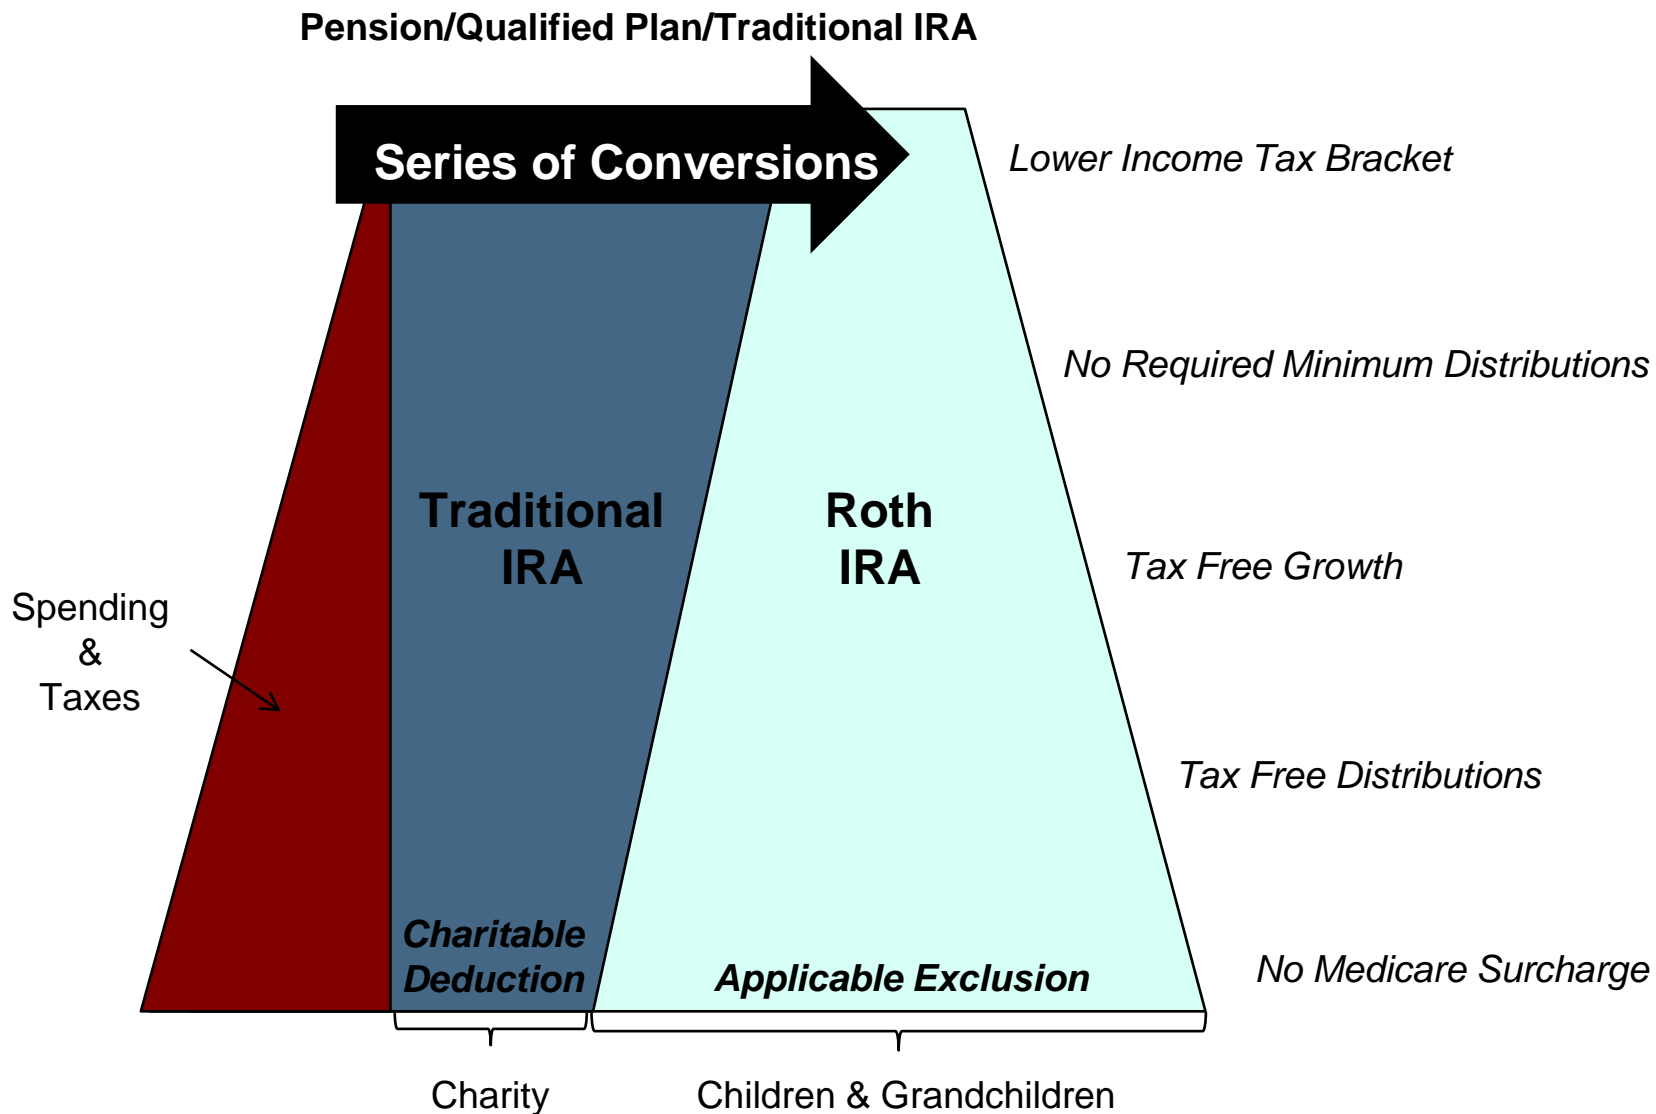 Pension/Qualified Plan/Traditional IRA
Series of Conversions
Lower Income Tax Bracket
No Required Minimum Distributions
Traditional
IRA
Roth
IRA
Tax Free Growth
Spending
&
Taxes
Tax Free Distributions
Charitable
Deduction
Applicable Exclusion
No Medicare Surcharge
Charity
Children & Grandchildren